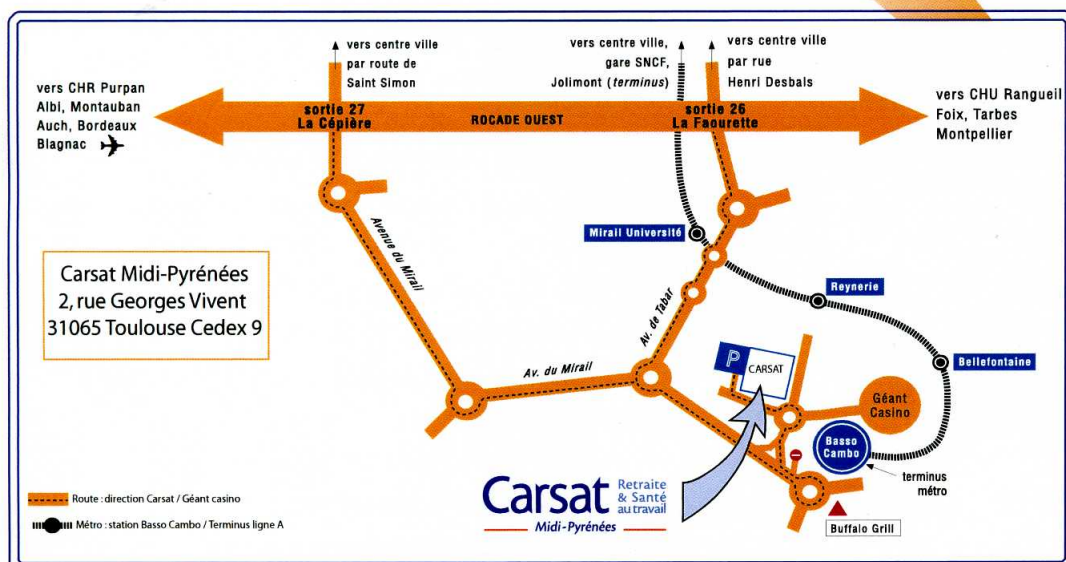 vers centre ville
par route de
Saint Simon
vers centre ville,
gare SNCF,
Jolimont (terminus)
vers centre ville
par rue
Henri Desbals
vers CHR Purpan
Albi, Montauban
Auch, Bordeaux
Blagnac
sortie 27
La Cépière
ROCADE OUEST
sortie 26
La Faourette
vers CHU Rangueil
Foix, Tarbes
Montpellier
Carsat Midi-Pyrénées
2, rue Georges Vivent
31065 Toulouse Cedex 9
Avenue du Mirail
Mirail Université
Reynerie
Av. de Tabar
Bellefontaine
P
CARSAT
Av. du Mirail
Géant
Casino
Basso
Cambo
terminus
métro
Buffalo Grill
Carsat
Retraite
& Santé
au travail
Midi-Pyrénées
Route : direction Carsat / Géant casino
Métro : station Basso Cambo / Terminus ligne A